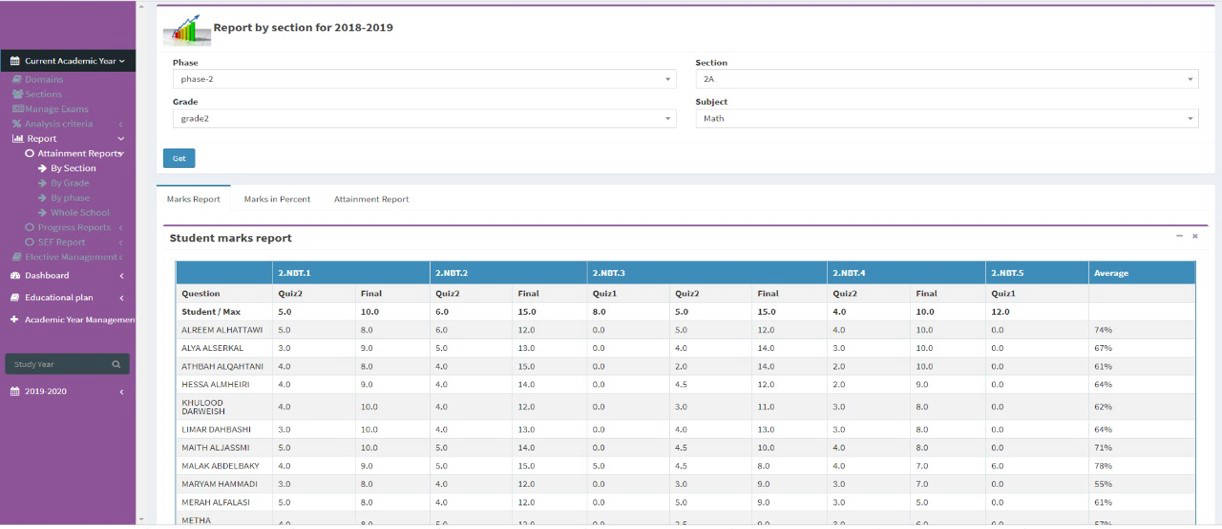 Report by section for 2018-2019
Current Academic Year
Domains
Sections
Manage Exams
Analysis criteria
Report
Attainment Reports
By Section
By Grade
By phase
Whole School
Progress Reports
SEF Report
Elective Management
Dashboard
Educational plan
Academic Year Managemen
Study Year
2019-2020
Phase Section
phase-2 2A
Grade Subject
grade2 Math
Get
Marks Report Marks in Percent Attainment Report
Student marks report
2.NBT.1 2.NBT.2 2.NBT.3 2.NBT.4 2.NBT.5 Average
Question Quiz2 Final Quiz2 Final Quiz1 Quiz2 Final Quiz2 Final Quiz1
Student / Max 5.0 10.0 6.0 15.0 8.0 5.0 15.0 4.0 10.0 12.0
ALREEM ALHATTAWI 5.0 8.0 6.0 12.0 0.0 5.0 12.0 4.0 10.0 0.0 74%
ALYA ALSERKAL 3.0 9.0 5.0 13.0 0.0 4.0 14.0 3.0 10.0 0.0 67%
ATHBAH ALQAHTANI 4.0 8.0 4.0 15.0 0.0 2.0 14.0 2.0 10.0 0.0 61%
HESSA ALMHEIRI 4.0 9.0 4.0 14.0 0.0 4.5 12.0 2.0 9.0 0.0 64%
KHULOOD
DARWEISH 4.0 10.0 4.0 12.0 0.0 3.0 11.0 3.0 8.0 0.0 62%
LIMAR DAHBASHI 3.0 10.0 4.0 13.0 0.0 4.0 13.0 3.0 8.0 0.0 64%
MAITH ALJASSMI 5.0 10.0 5.0 14.0 0.0 4.5 10.0 4.0 8.0 0.0 71%
MALAK ABDELBAKY 4.0 9.0 5.0 15.0 5.0 4.5 8.0 4.0 7.0 6.0 78%
MARYAM HAMMADI 3.0 8.0 4.0 12.0 0.0 3.0 9.0 3.0 7.0 0.0 55%
MERAH ALFALASI 5.0 8.0 4.0 12.0 0.0 5.0 9.0 3.0 5.0 0.0 61%
METHA